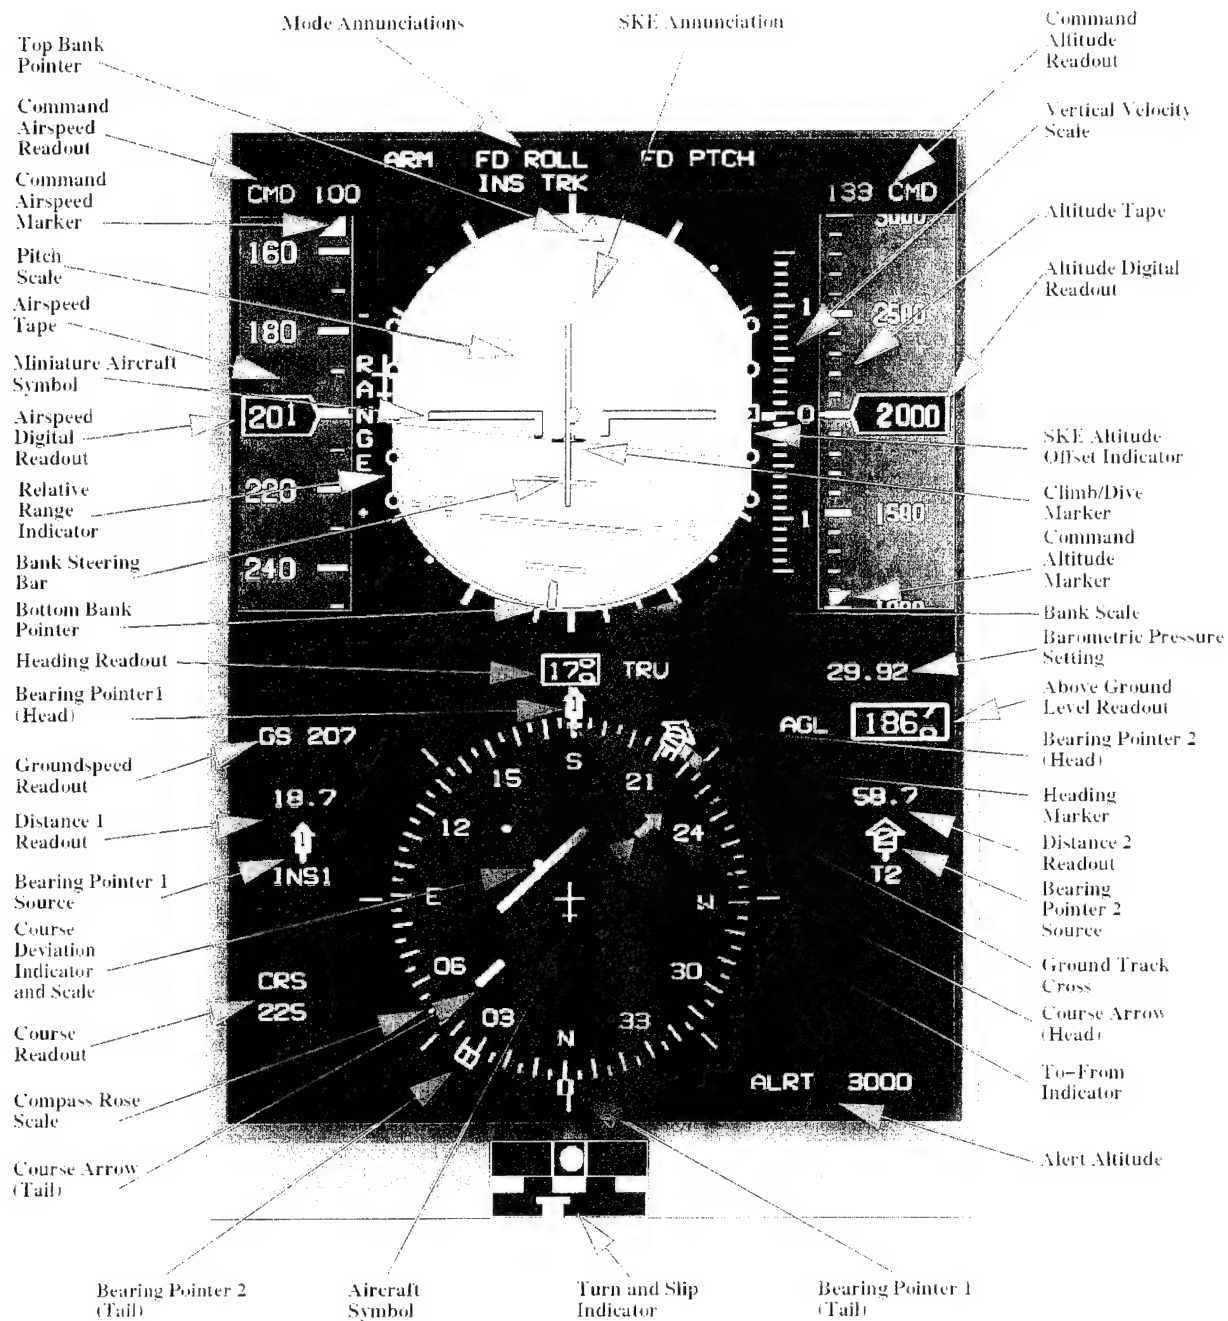 Mode Annunciations
SKE Annunciation
Command
Altitude
Readout
Top Bank
Pointer
Command
Airspeed
Readout
Command
Airspeed
Marker
Pitch
Scale
Airspeed
Tape
Miniature Aircraft
Symbol
Airspeed
Digital
Readout
Relative
Range
Indicator
Bank Steering
Bar
Bottom Bank
Pointer
Heading Readout
Bearing Pointer1
(Head)
Groundspeed
Readout
Distance 1
Readout
Bearing Pointer 1
Source
Course
Deviation
Indicator
and Scale
Course
Readout
Compass Rose
Scale
Course Arrow
(Tail)
ARM FD ROLL FD PTCH
INS TRK
CMD 100
133 CMD
160
180
201
220
240
- RANGE +
1
0
1
3000
2500
2000
1500
1000
178 TRU
29.92
AGL 1867
GS 207
18.7
1
INS1
58.7
2
T2
CRS
225
S
21
24
W
30
33
N
03
06
E
12
15
ALRT 3000
Vertical Velocity
Scale
Altitude Tape
Altitude Digital
Readout
SKE Altitude
Offset Indicator
Climb/Dive
Marker
Command
Altitude
Marker
Bank Scale
Barometric Pressure
Setting
Above Ground
Level Readout
Bearing Pointer 2
(Head)
Heading
Marker
Distance 2
Readout
Bearing
Pointer 2
Source
Ground Track
Cross
Course Arrow
(Head)
To-From
Indicator
Alert Altitude
Bearing Pointer 2
(Tail)
Aircraft
Symbol
Turn and Slip
Indicator
Bearing Pointer 1
(Tail)